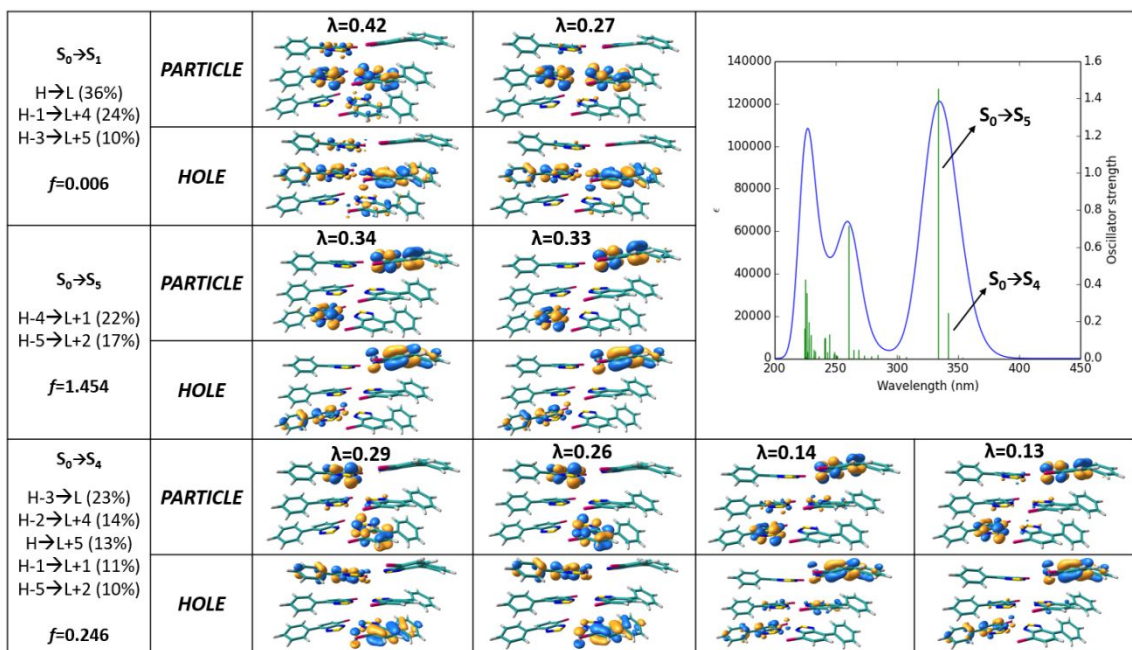 S₀→S₁
H→L (36%)
H-1→L+4 (24%)
H-3→L+5 (10%)
f=0.006
PARTICLE
λ=0.42
λ=0.27
HOLE
S₀→S₅
H-4→L+1 (22%)
H-5→L+2 (17%)
f=1.454
PARTICLE
λ=0.34
λ=0.33
HOLE
S₀→S₄
H-3→L (23%)
H-2→L+4 (14%)
H→L+5 (13%)
H-1→L+1 (11%)
H-5→L+2 (10%)
f=0.246
PARTICLE
λ=0.29
λ=0.26
λ=0.14
λ=0.13
HOLE
140000
120000
100000
80000
60000
40000
20000
0
ϵ
S₀→S₅
S₀→S₄
1.6
1.4
1.2
1.0
0.8
0.6
0.4
0.2
0.0
Oscillator strength
200 250 300 350 400 450
Wavelength (nm)